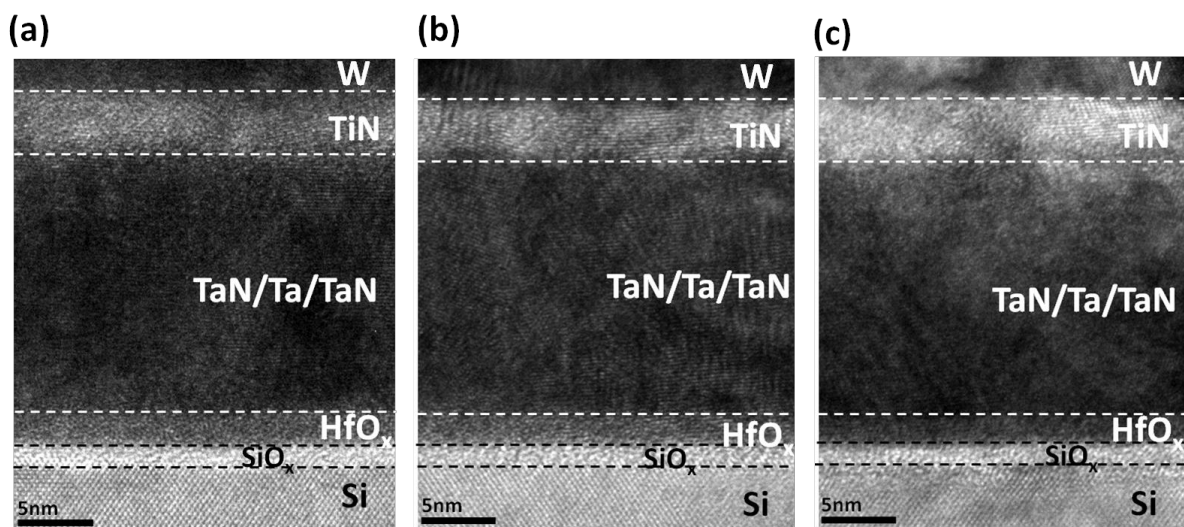 (a)
W
TiN
TaN/Ta/TaN
HfOₓ
SiOₓ
Si
5nm
(b)
W
TiN
TaN/Ta/TaN
HfOₓ
SiOₓ
Si
5nm
(c)
W
TiN
TaN/Ta/TaN
HfOₓ
SiOₓ
Si
5nm